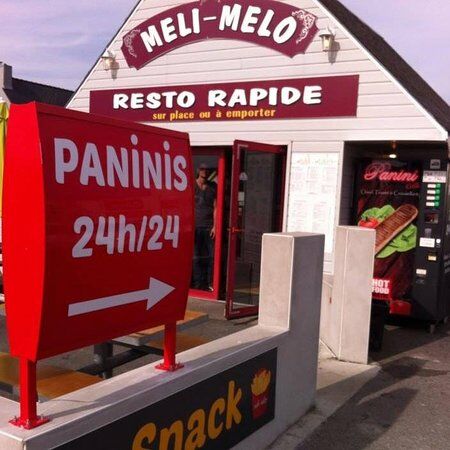 MELI-MELO
RESTO RAPIDE
sur place ou à emporter
PANINIS
24h/24
Panini
HOT
FOOD
Snack